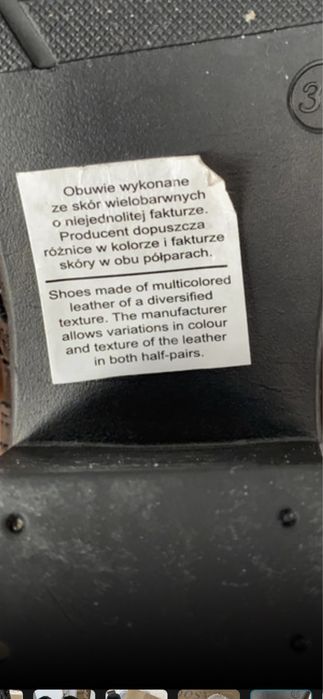 3
Obuwie wykonane
ze skór wielobarwnych
o niejednolitej fakturze.
Producent dopuszcza
różnice w kolorze i fakturze
skóry w obu półparach.
Shoes made of multicolored
leather of a diversified
texture. The manufacturer
allows variations in colour
and texture of the leather
in both half-pairs.